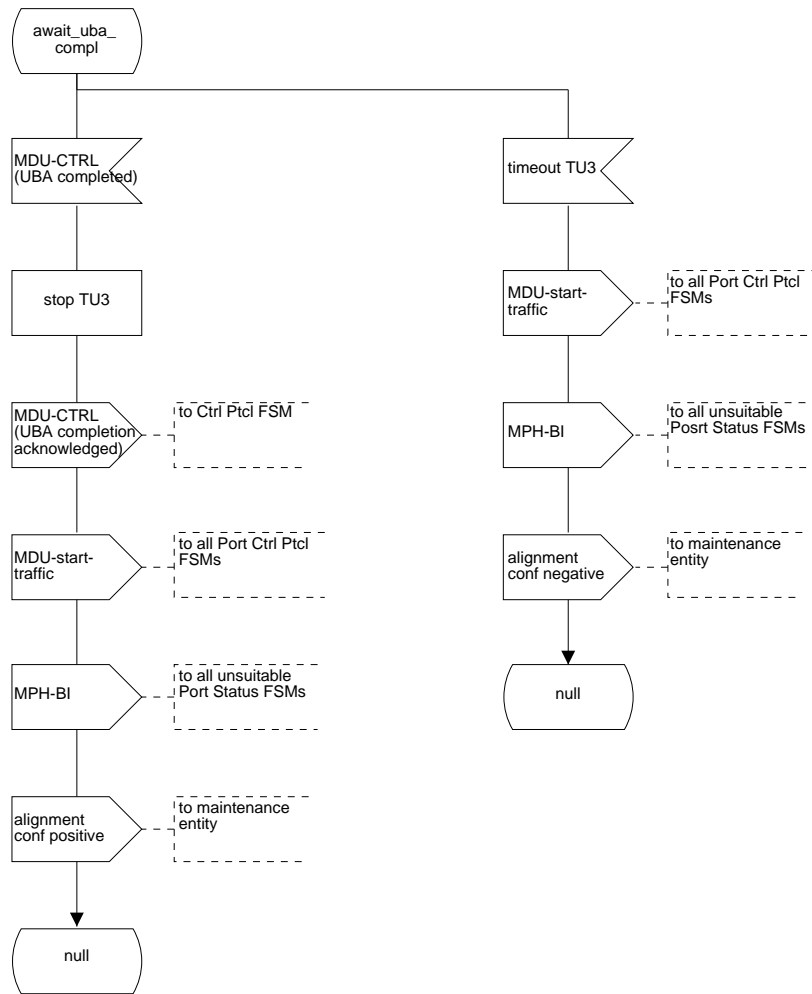 await_uba_
compl
MDU-CTRL
(UBA completed)
stop TU3
MDU-CTRL
(UBA completion
acknowledged)
to Ctrl Ptcl FSM
MDU-start-
traffic
to all Port Ctrl Ptcl
FSMs
MPH-BI
to all unsuitable
Port Status FSMs
alignment
conf positive
to maintenance
entity
null
timeout TU3
MDU-start-
traffic
to all Port Ctrl Ptcl
FSMs
MPH-BI
to all unsuitable
Posrt Status FSMs
alignment
conf negative
to maintenance
entity
null